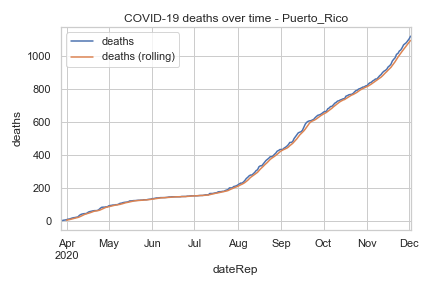 COVID-19 deaths over time - Puerto_Rico
deaths
deaths (rolling)
deaths
1000
800
600
400
200
0
Apr May Jun Jul Aug Sep Oct Nov Dec
2020
dateRep